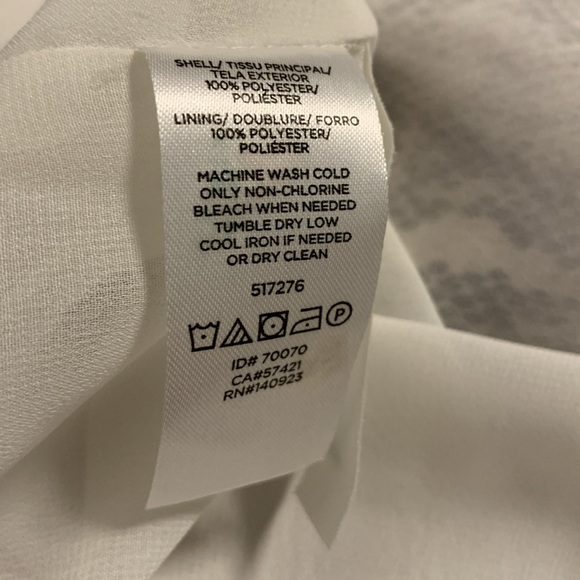 SHELL/ TISSU PRINCIPAL/
TELA EXTERIOR
100% POLYESTER/
POLIÉSTER
LINING/ DOUBLURE/ FORRO
100% POLYESTER/
POLIÉSTER
MACHINE WASH COLD
ONLY NON-CHLORINE
BLEACH WHEN NEEDED
TUMBLE DRY LOW
COOL IRON IF NEEDED
OR DRY CLEAN
517276
P
ID# 70070
CA#57421
RN#140923